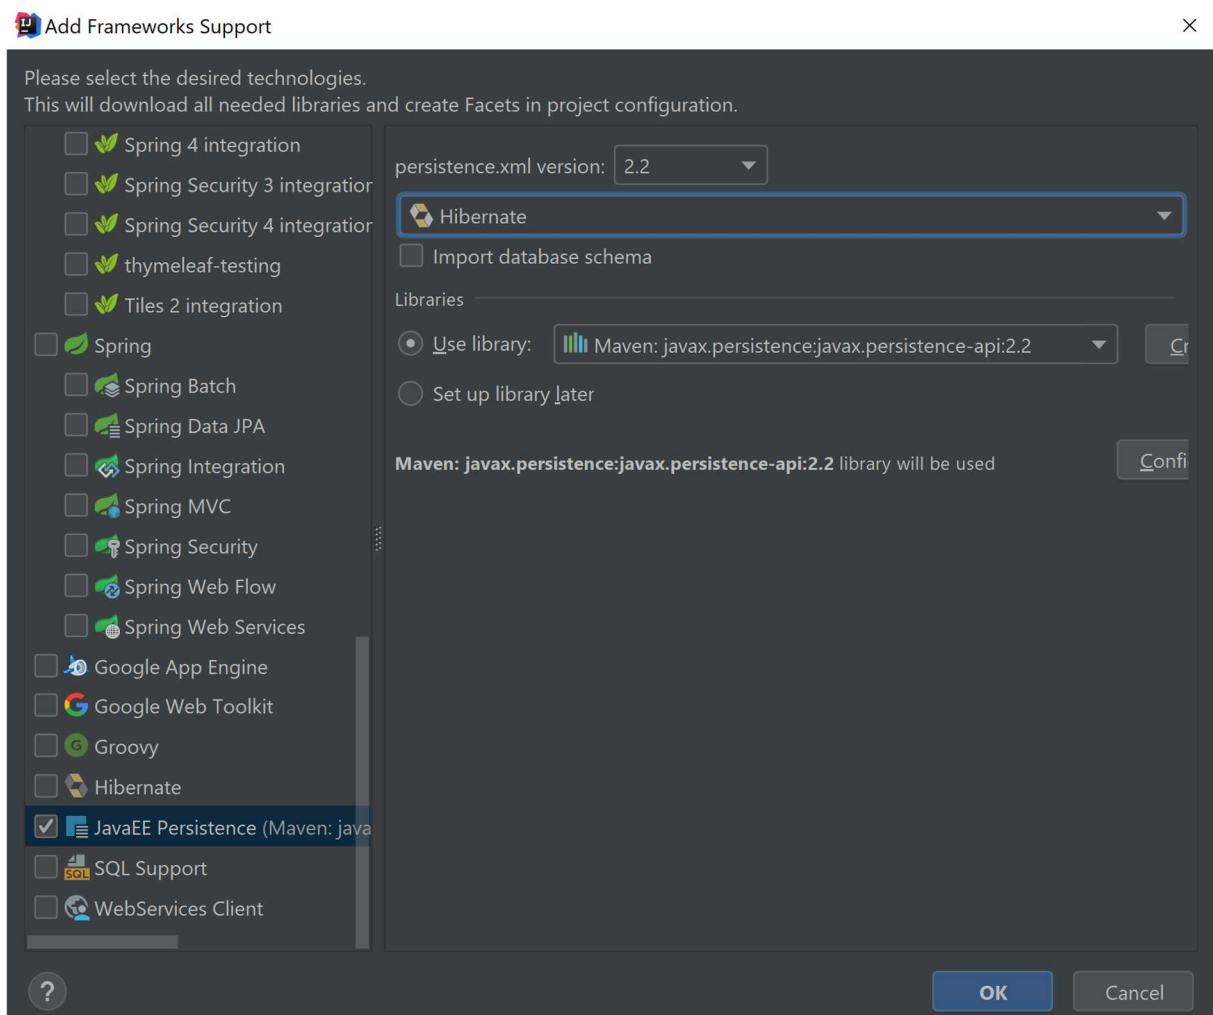 Add Frameworks Support
Please select the desired technologies.
This will download all needed libraries and create Facets in project configuration.
Spring 4 integration
Spring Security 3 integration
Spring Security 4 integration
thymeleaf-testing
Tiles 2 integration
Spring
Spring Batch
Spring Data JPA
Spring Integration
Spring MVC
Spring Security
Spring Web Flow
Spring Web Services
Google App Engine
Google Web Toolkit
Groovy
Hibernate
JavaEE Persistence (Maven: java
SQL Support
WebServices Client
persistence.xml version: 2.2
Hibernate
Import database schema
Libraries
Use library: Maven: javax.persistence:javax.persistence-api:2.2 Cr
Set up library later
Maven: javax.persistence:javax.persistence-api:2.2 library will be used Confi
? OK Cancel